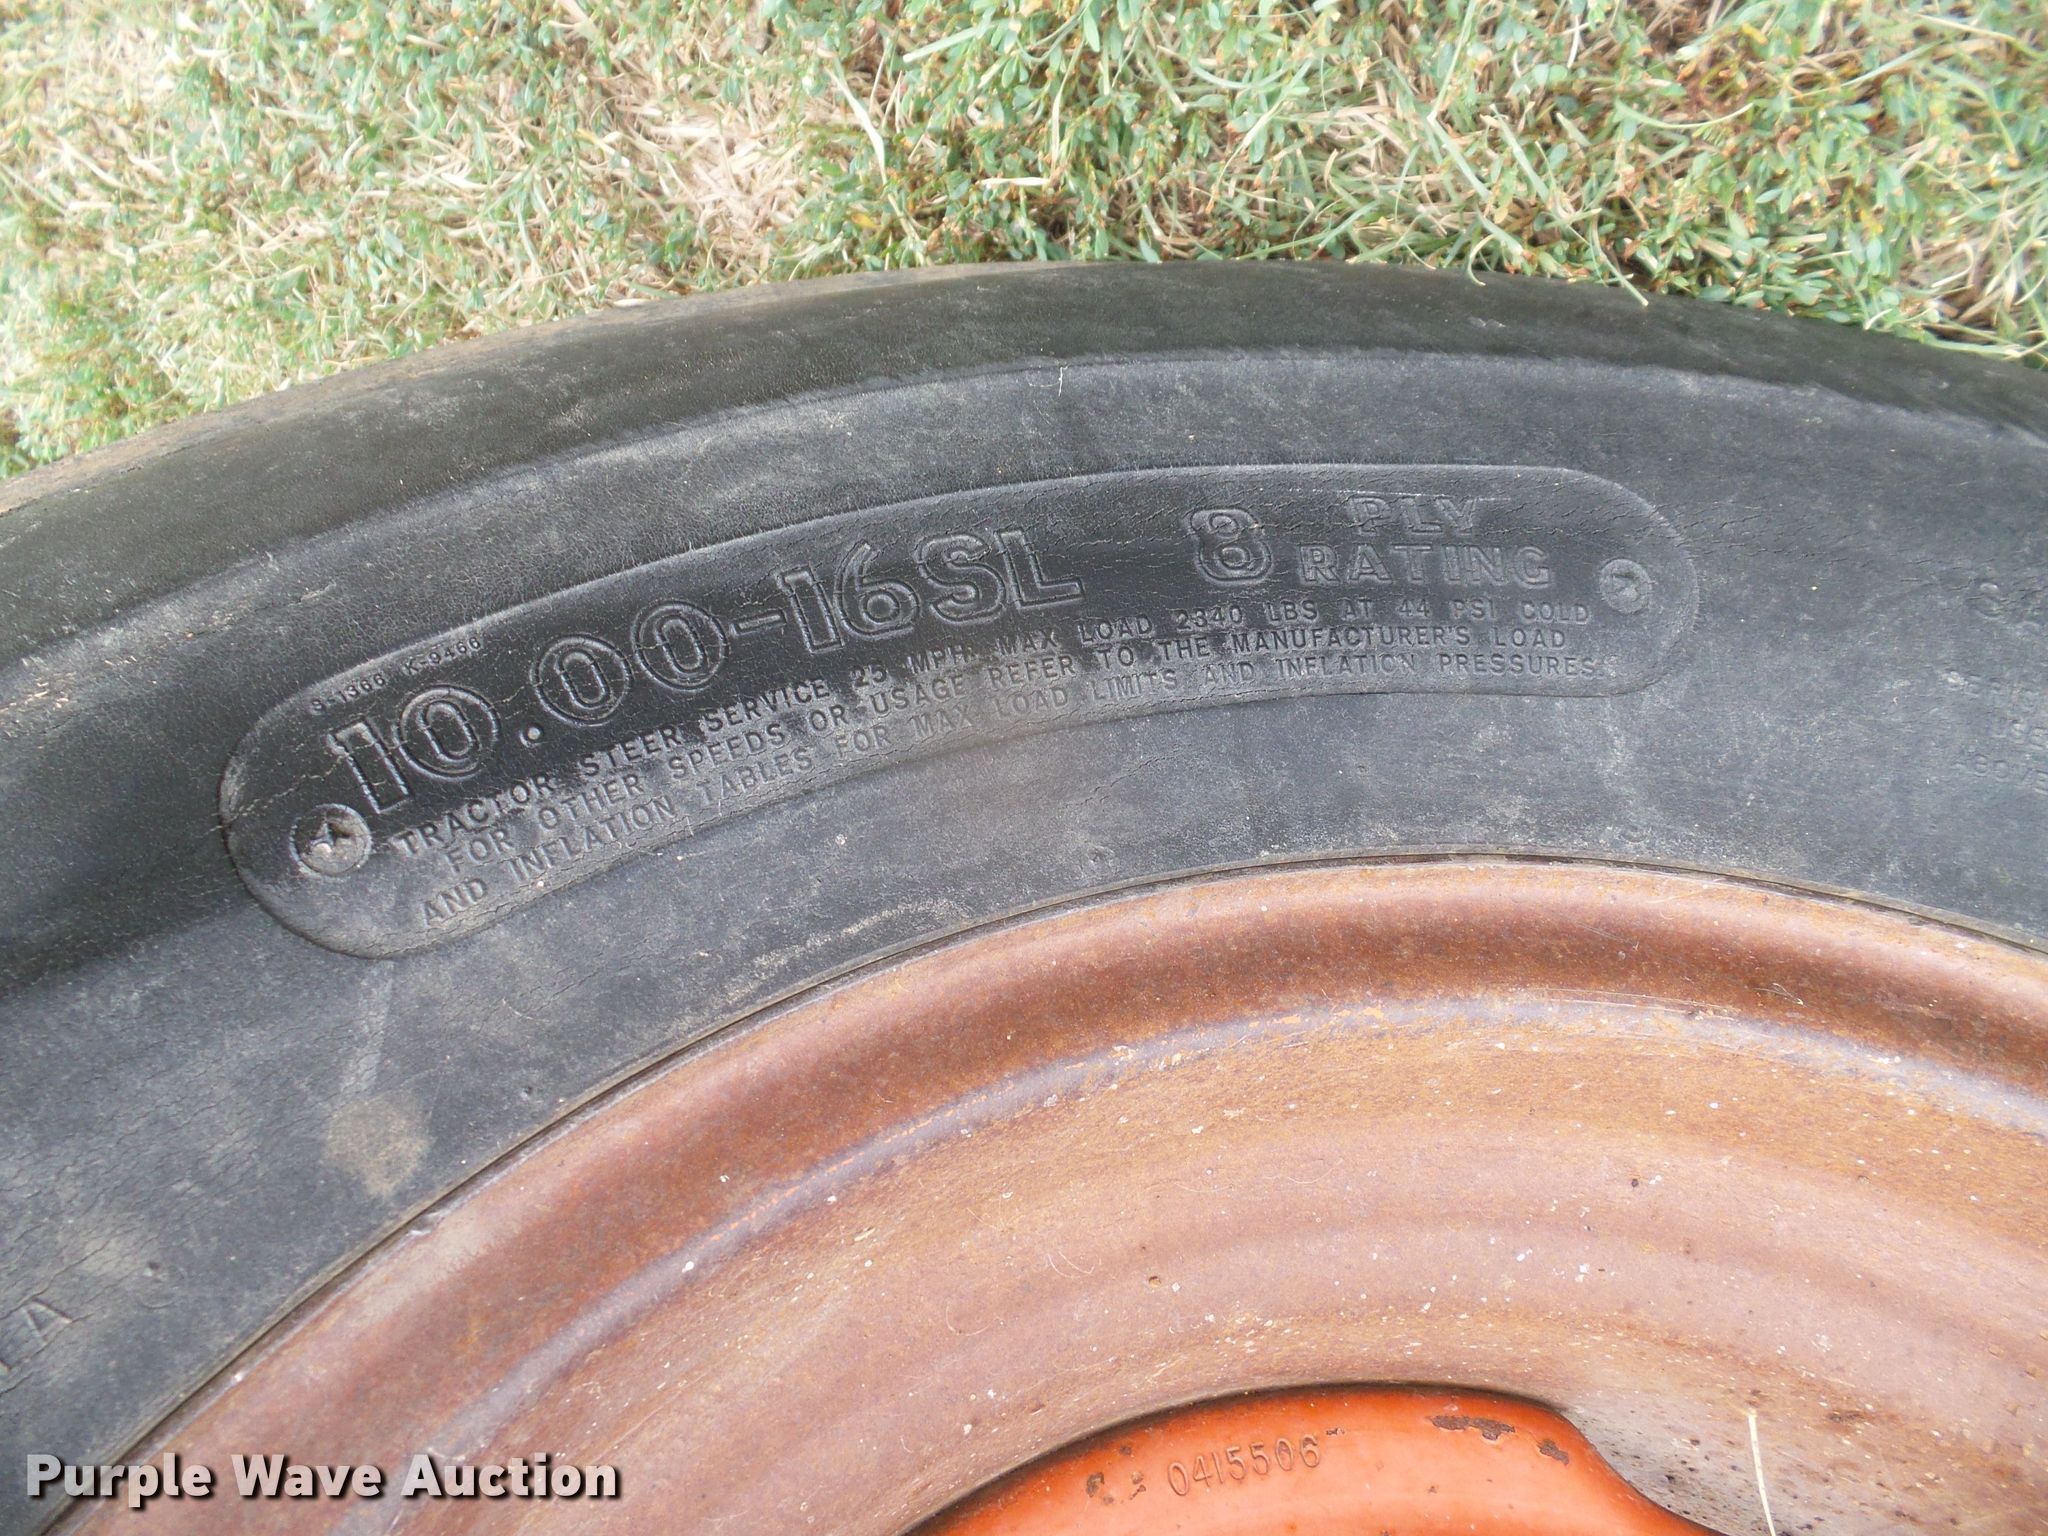 S-1366 K-9466
10.00-16SL 8 PLY RATING
TRACTOR STEER SERVICE 25 MPH. MAX LOAD 2340 LBS AT 44 PSI COLD
FOR OTHER SPEEDS OR USAGE REFER TO THE MANUFACTURER'S LOAD
AND INFLATION TABLES FOR MAX LOAD LIMITS AND INFLATION PRESSURES.
0415506
Purple Wave Auction